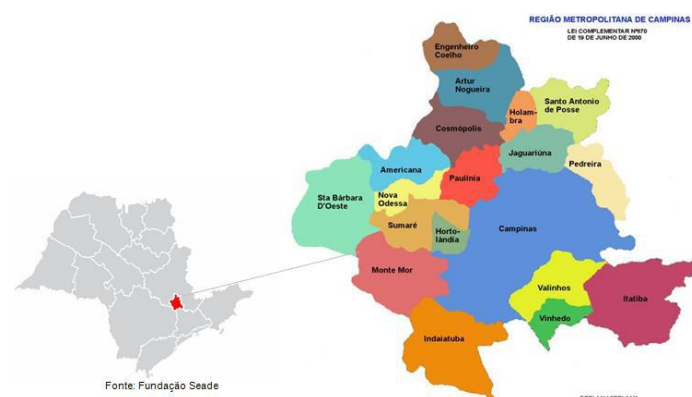 REGIÃO METROPOLITANA DE CAMPINAS
LEI COMPLEMENTAR Nº870
DE 19 DE JUNHO DE 2000
Engenheiro
Coelho
Artur
Nogueira
Holam-
bra
Santo Antonio
de Posse
Cosmópolis
Jaguariúna
Pedreira
Americana
Paulínia
Sta Bárbara
D'Oeste
Nova
Odessa
Sumaré
Horto-
lândia
Campinas
Monte Mor
Valinhos
Itatiba
Vinhedo
Indaiatuba
Fonte: Fundação Seade